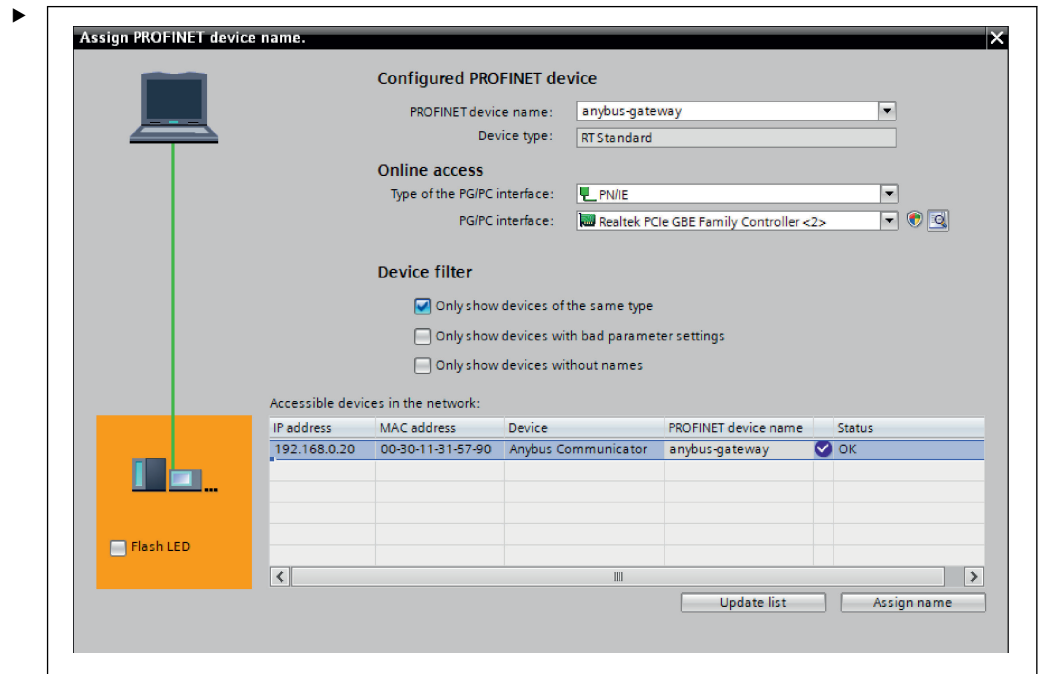 Assign PROFINET device name.
Configured PROFINET device
PROFINET device name: anybus-gateway
Device type: RT Standard
Online access
Type of the PG/PC interface: PN/IE
PG/PC interface: Realtek PCIe GBE Family Controller <2>
Device filter
Only show devices of the same type
Only show devices with bad parameter settings
Only show devices without names
Accessible devices in the network:
IP address MAC address Device PROFINET device name Status
192.168.0.20 00-30-11-31-57-90 Anybus Communicator anybus-gateway OK
Flash LED
Update list Assign name